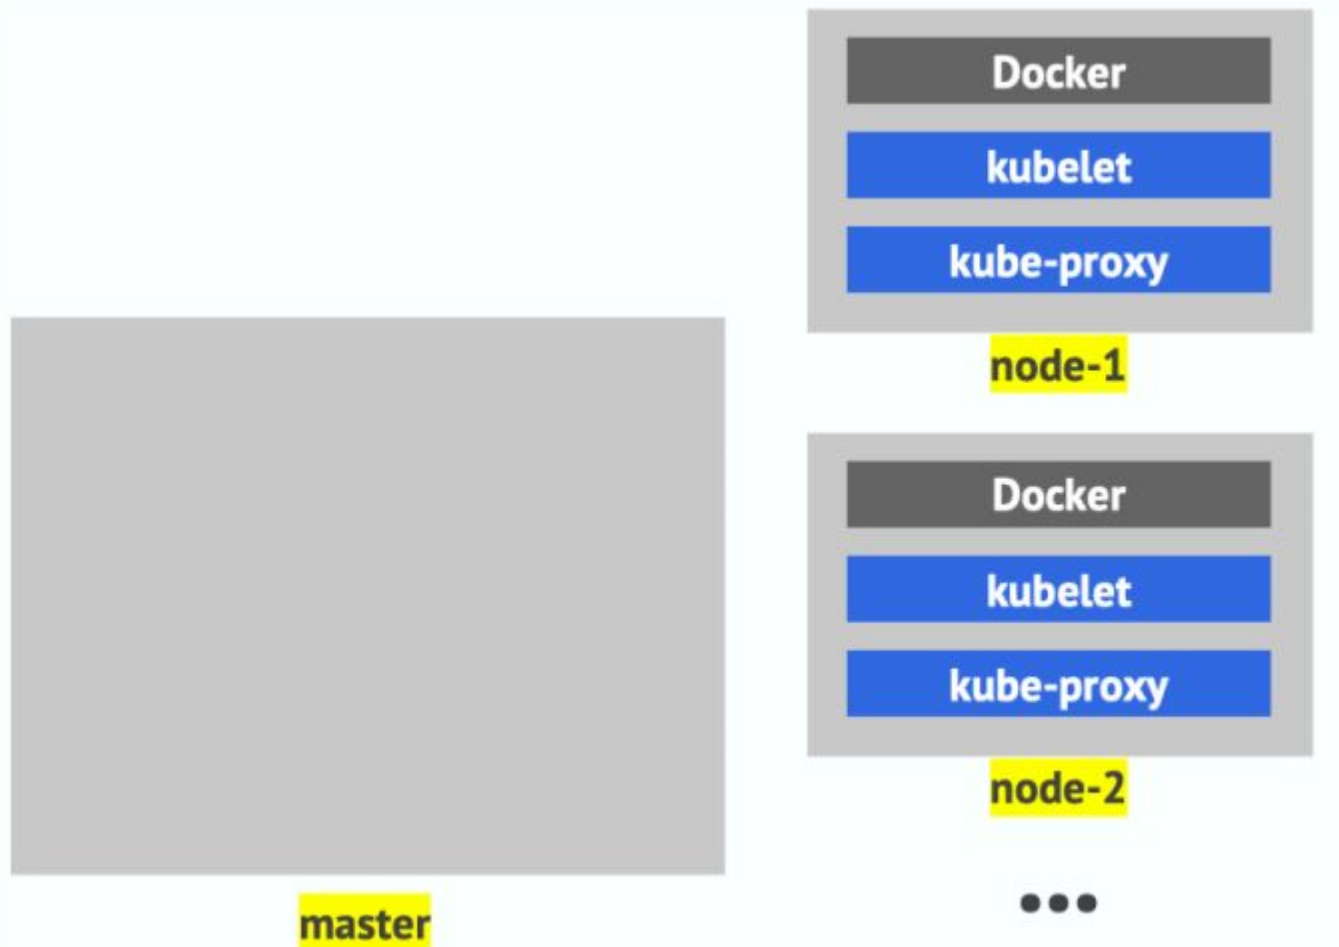 Docker
kubelet
kube-proxy
node-1
Docker
kubelet
kube-proxy
node-2
master
...